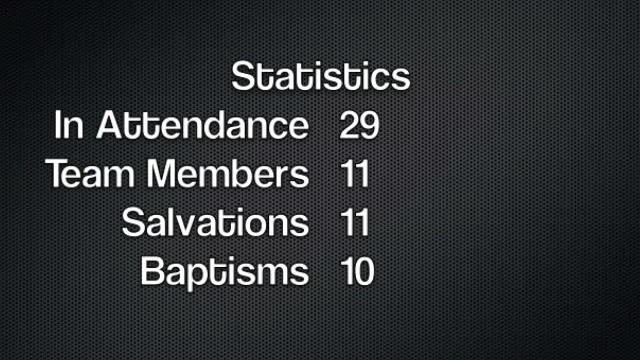 Statistics
In Attendance 29
Team Members 11
Salvations 11
Baptisms 10